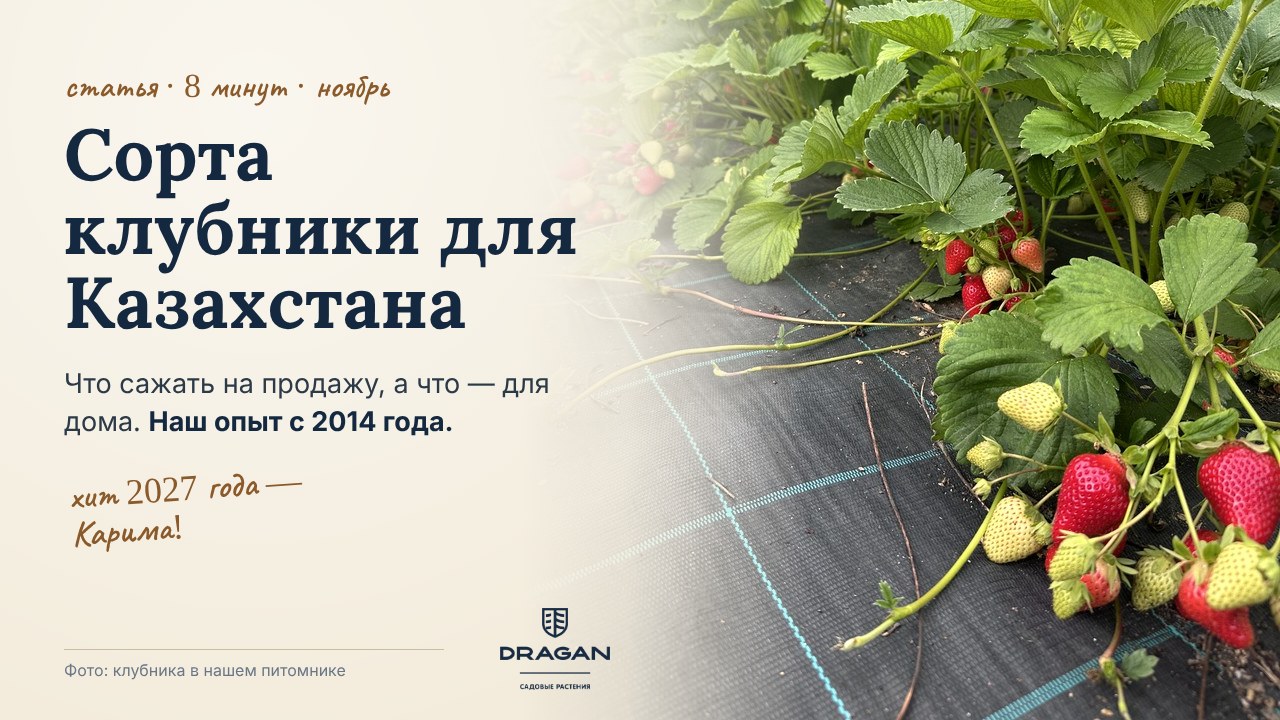 статья · 8 минут · ноябрь
Сорта
клубники для
Казахстана
Что сажать на продажу, а что — для
дома. Наш опыт с 2014 года.
хит 2027 года —
Карима!
Фото: клубника в нашем питомнике
DRAGAN
САДОВЫЕ РАСТЕНИЯ